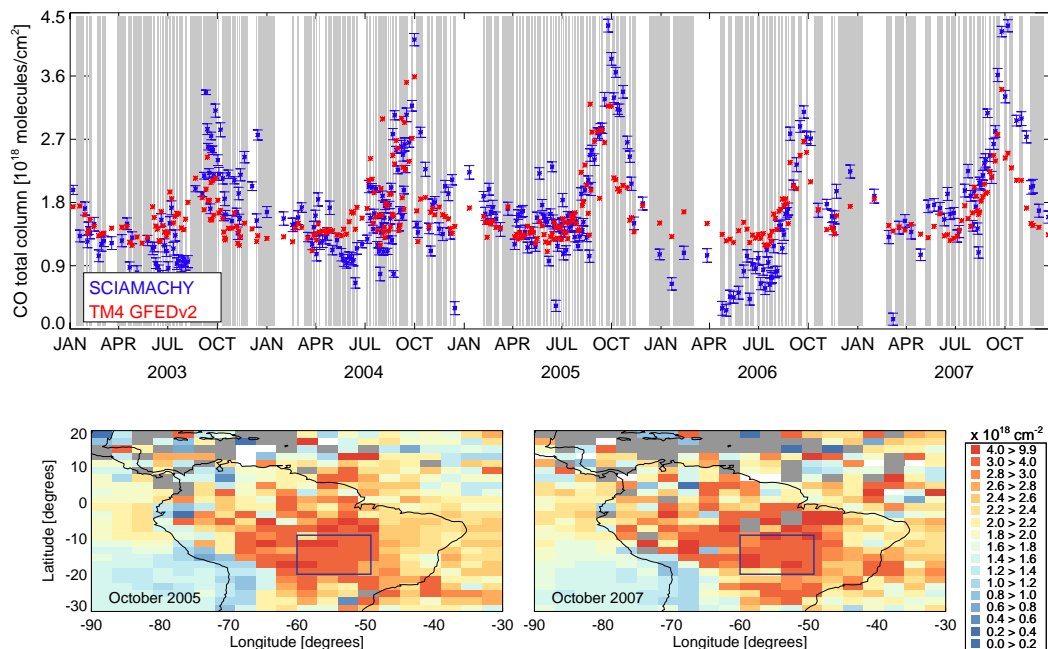 CO total column [10^18 molecules/cm^2]
4.5
3.6
2.7
1.8
0.9
0.0
SCIAMACHY
TM4 GFEDv2
JAN APR JUL OCT JAN APR JUL OCT JAN APR JUL OCT JAN APR JUL OCT JAN APR JUL OCT
2003 2004 2005 2006 2007
Latitude [degrees]
20
10
0
-10
-20
-30
October 2005
-90 -80 -70 -60 -50 -40 -30
Longitude [degrees]
20
10
0
-10
-20
-30
October 2007
-90 -80 -70 -60 -50 -40 -30
Longitude [degrees]
x 10^18 cm^-2
4.0 > 9.9
3.0 > 4.0
2.8 > 3.0
2.6 > 2.8
2.4 > 2.6
2.2 > 2.4
2.0 > 2.2
1.8 > 2.0
1.6 > 1.8
1.4 > 1.6
1.2 > 1.4
1.0 > 1.2
0.8 > 1.0
0.6 > 0.8
0.4 > 0.6
0.2 > 0.4
0.0 > 0.2